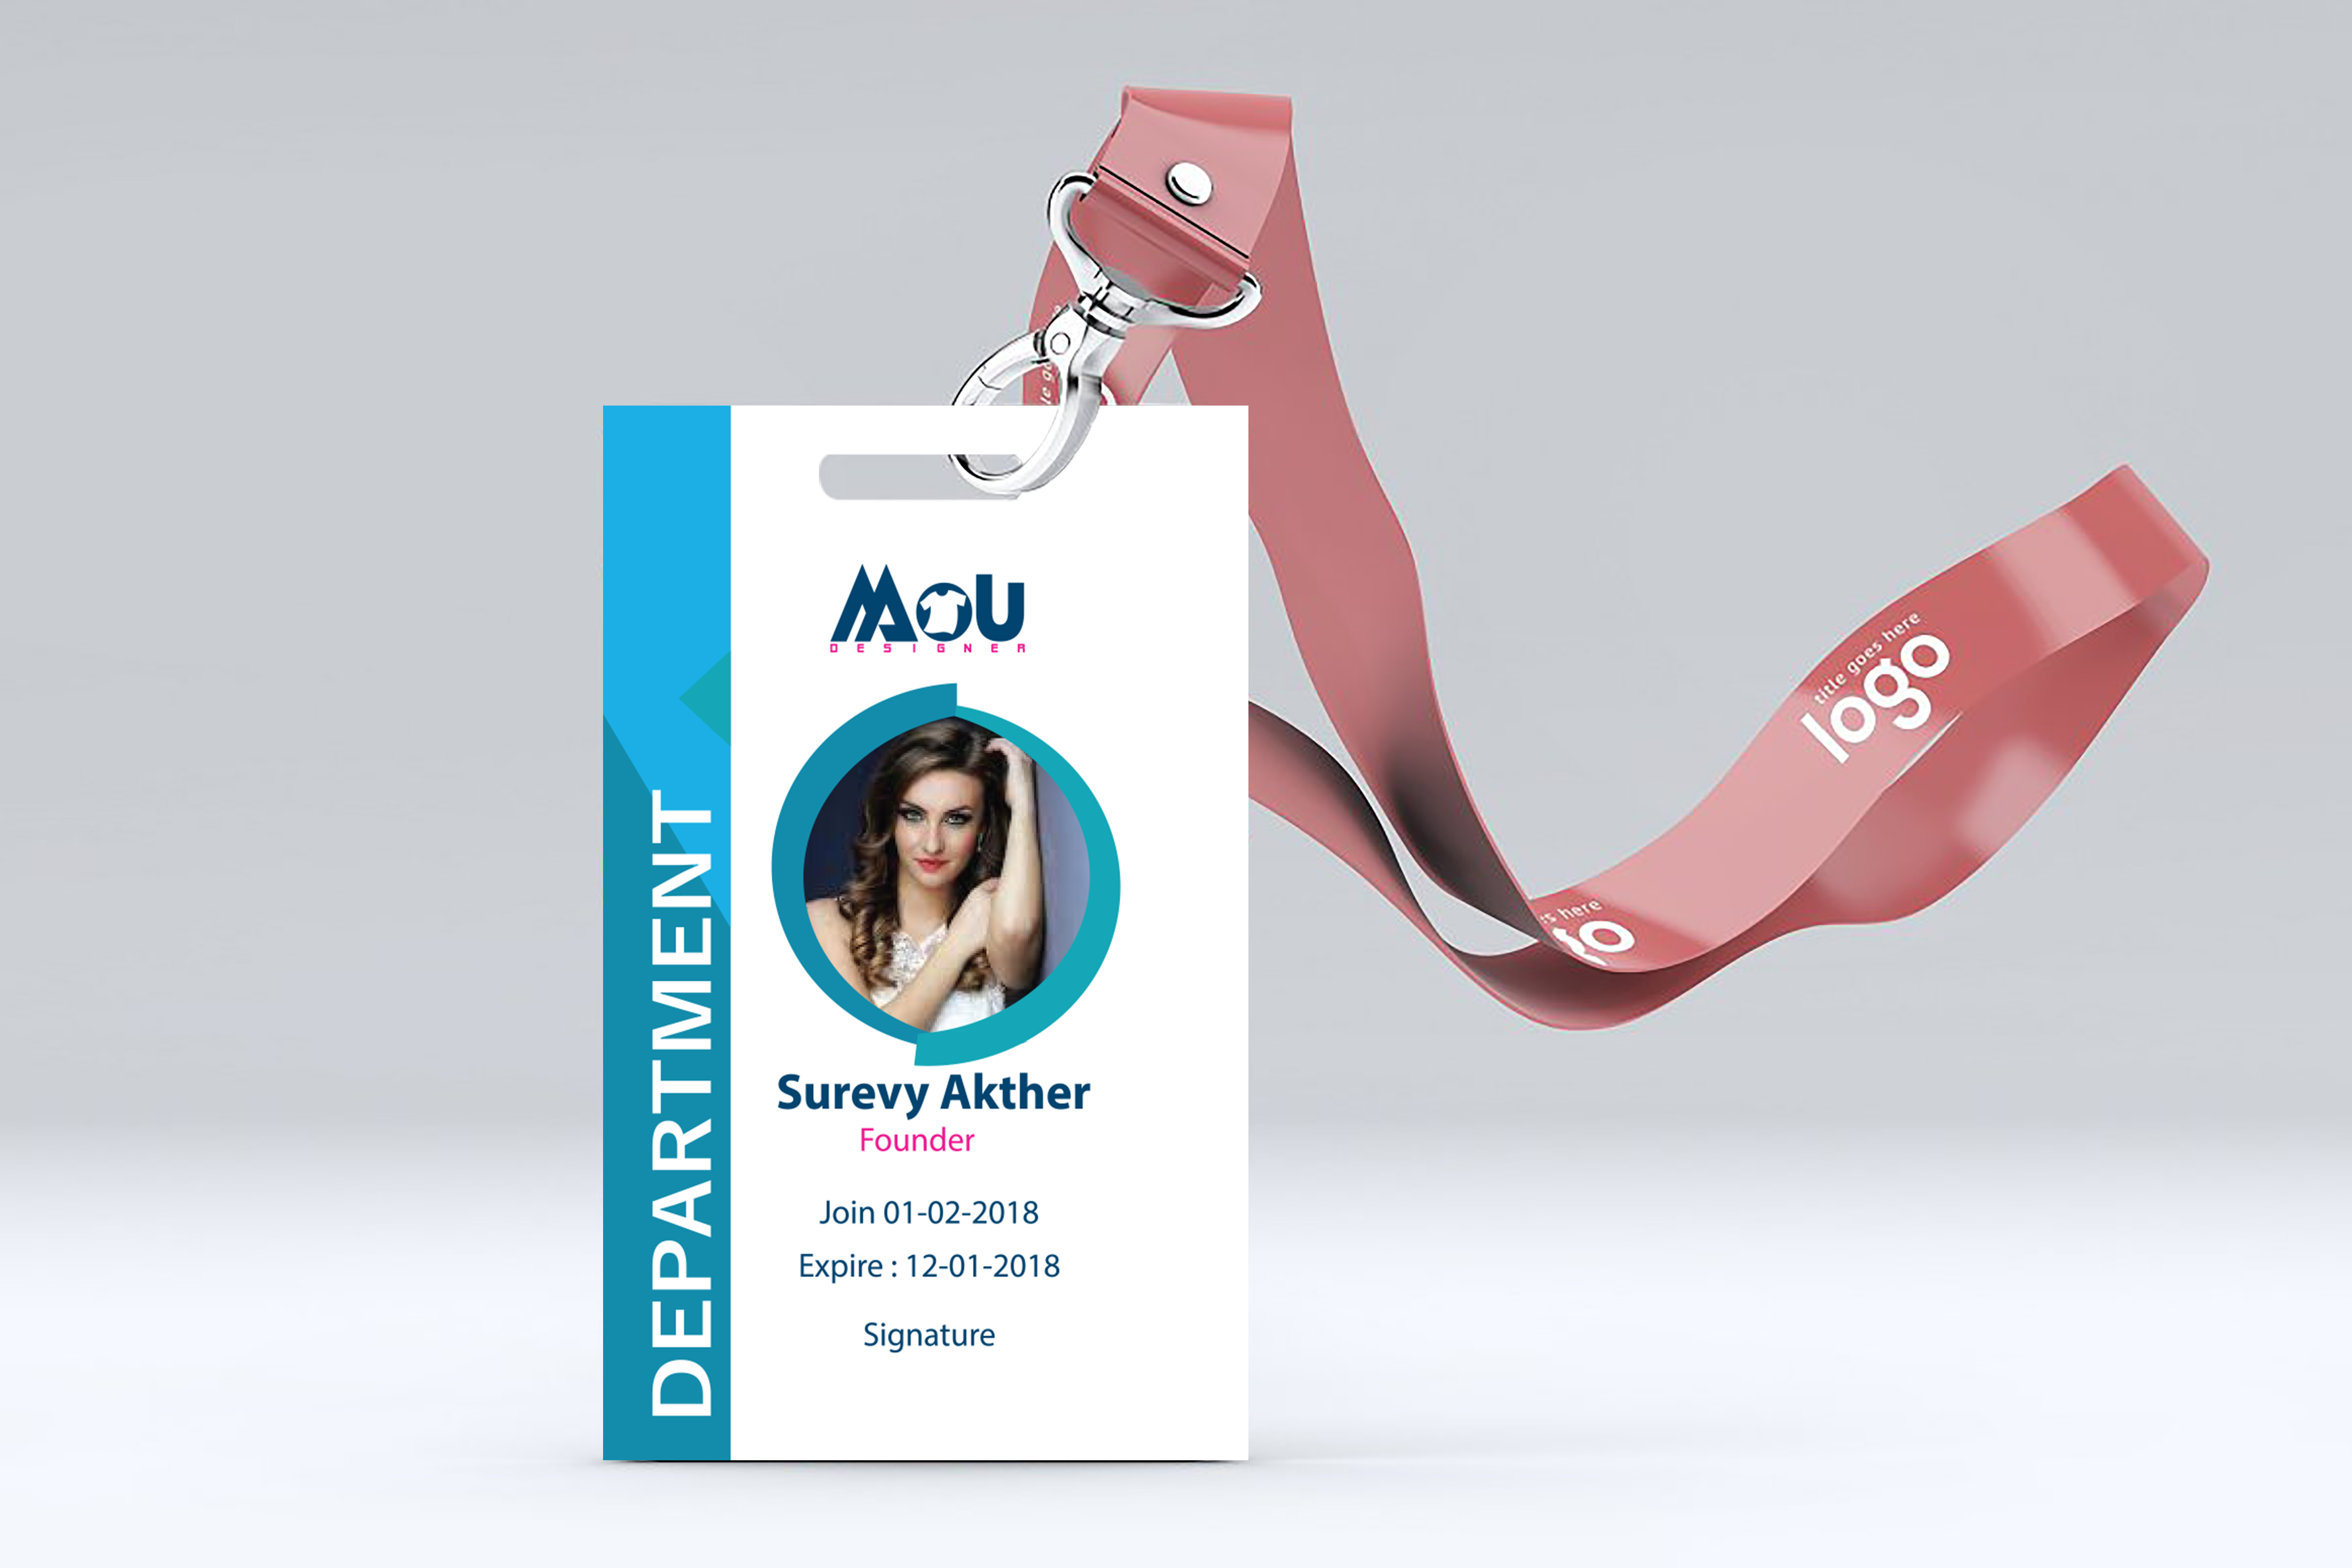 MAOU
DESIGNER
DEPARTMENT
Surevy Akther
Founder
Join 01-02-2018
Expire : 12-01-2018
Signature
title goes here
logo
here